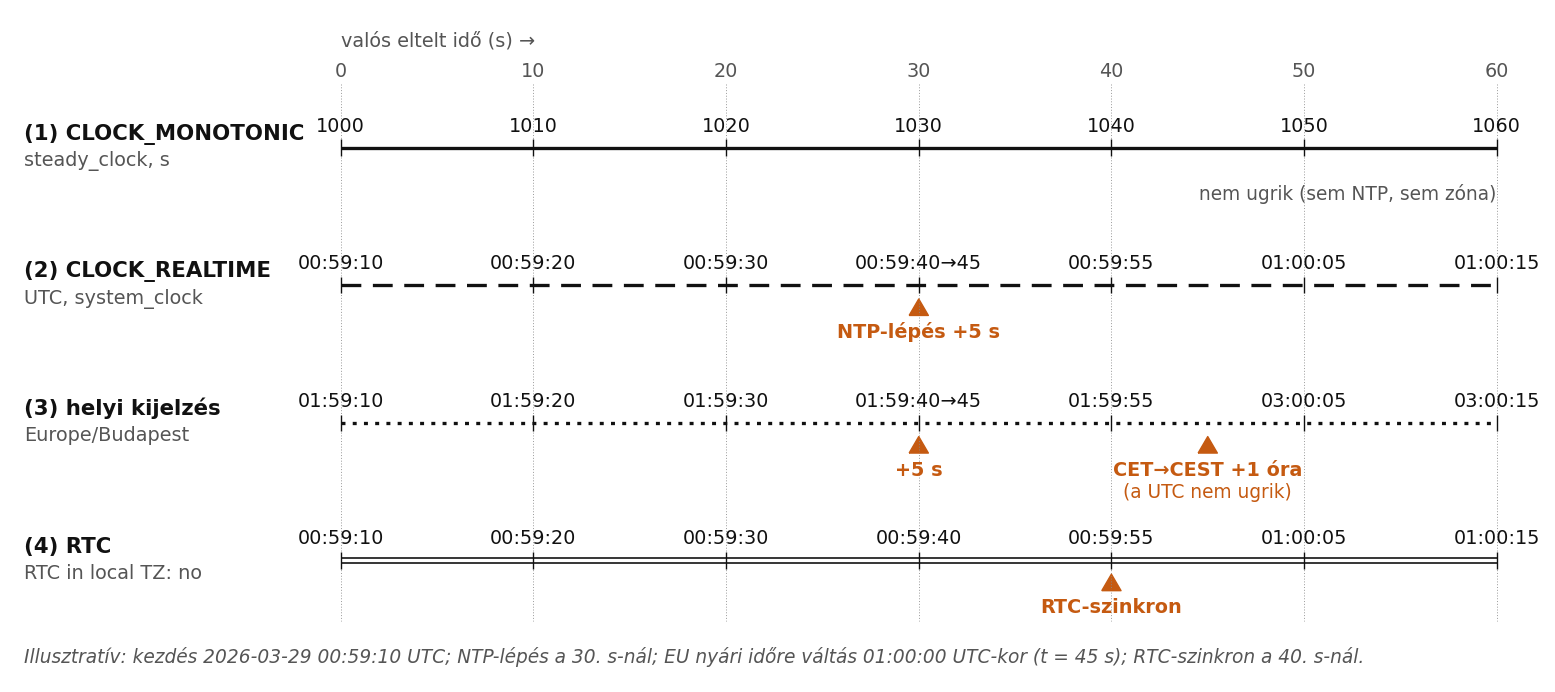 valós eltelt idő (s) →
0 10 20 30 40 50 60
(1) CLOCK_MONOTONIC 1000 1010 1020 1030 1040 1050 1060
steady_clock, s
nem ugrik (sem NTP, sem zóna)
(2) CLOCK_REALTIME 00:59:10 00:59:20 00:59:30 00:59:40→45 00:59:55 01:00:05 01:00:15
UTC, system_clock
NTP-lépés +5 s
(3) helyi kijelzés 01:59:10 01:59:20 01:59:30 01:59:40→45 01:59:55 03:00:05 03:00:15
Europe/Budapest
+5 s CET→CEST +1 óra
(a UTC nem ugrik)
(4) RTC 00:59:10 00:59:20 00:59:30 00:59:40 00:59:55 01:00:05 01:00:15
RTC in local TZ: no
RTC-szinkron
Illusztratív: kezdés 2026-03-29 00:59:10 UTC; NTP-lépés a 30. s-nál; EU nyári időre váltás 01:00:00 UTC-kor (t = 45 s); RTC-szinkron a 40. s-nál.